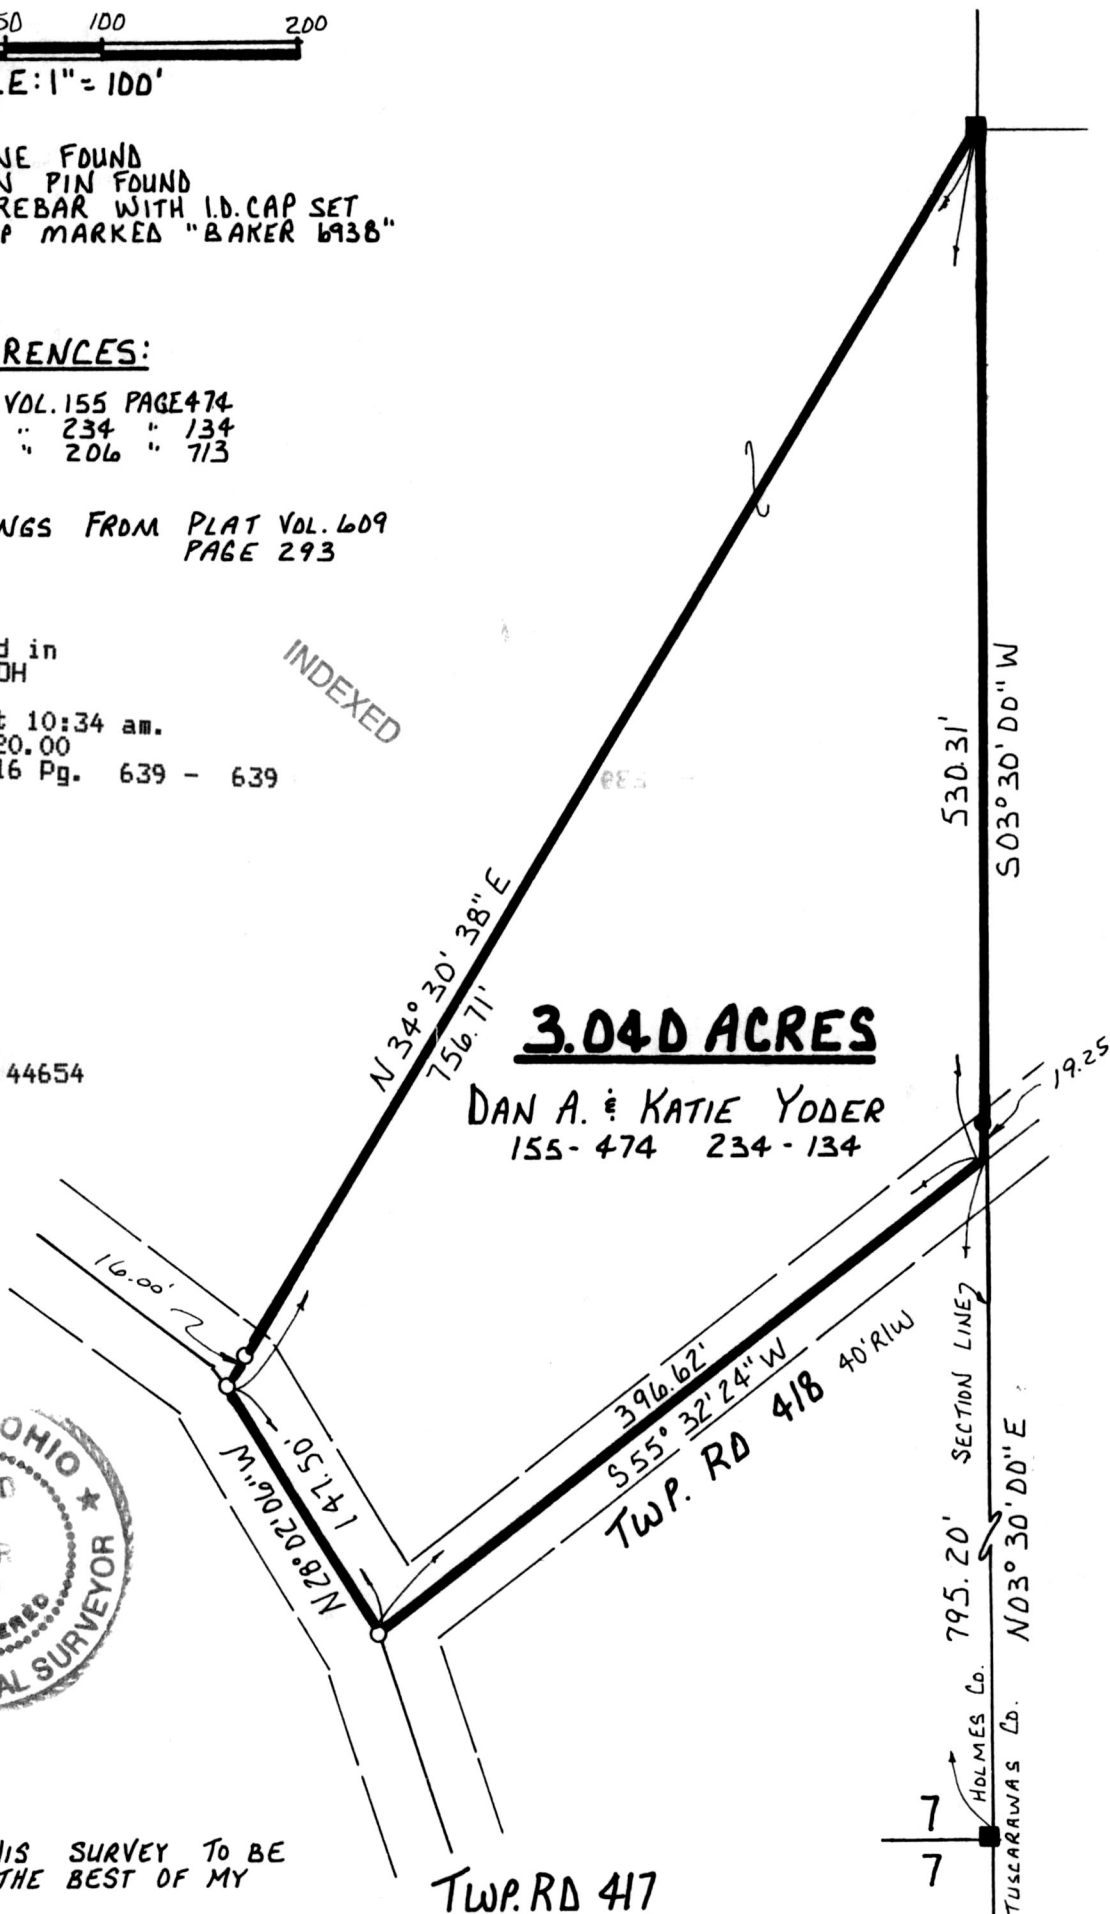 50 100 200
LE: 1" = 100'
NE FOUND
N PIN FOUND
REBAR WITH I.D. CAP SET
P MARKED "BAKER 6938"
RENCES:
VOL. 155 PAGE 474
" 234 " 134
" 206 " 713
NGS FROM PLAT VOL. 609
PAGE 293
d in
OH
t 10:34 am.
20.00
16 Pg. 639 - 639
INDEXED
530.31'
S03° 30' 00" W
N 34° 30' 38" E
756.71'
3.040 ACRES
DAN A. & KATIE YODER
155-474 234-134
44654
19.25
16.00'
147.50'
N28° 02' 06" W
396.62'
S 55° 32' 24" W
TWP. RD 418 40' R/W
SECTION LINE
795.20'
N03° 30' 00" E
OHIO
ERED
AL SURVEYOR
HOLMES CO.
TUSCARAWAS CO.
7
7
HIS SURVEY TO BE
THE BEST OF MY
TWP. RD 417